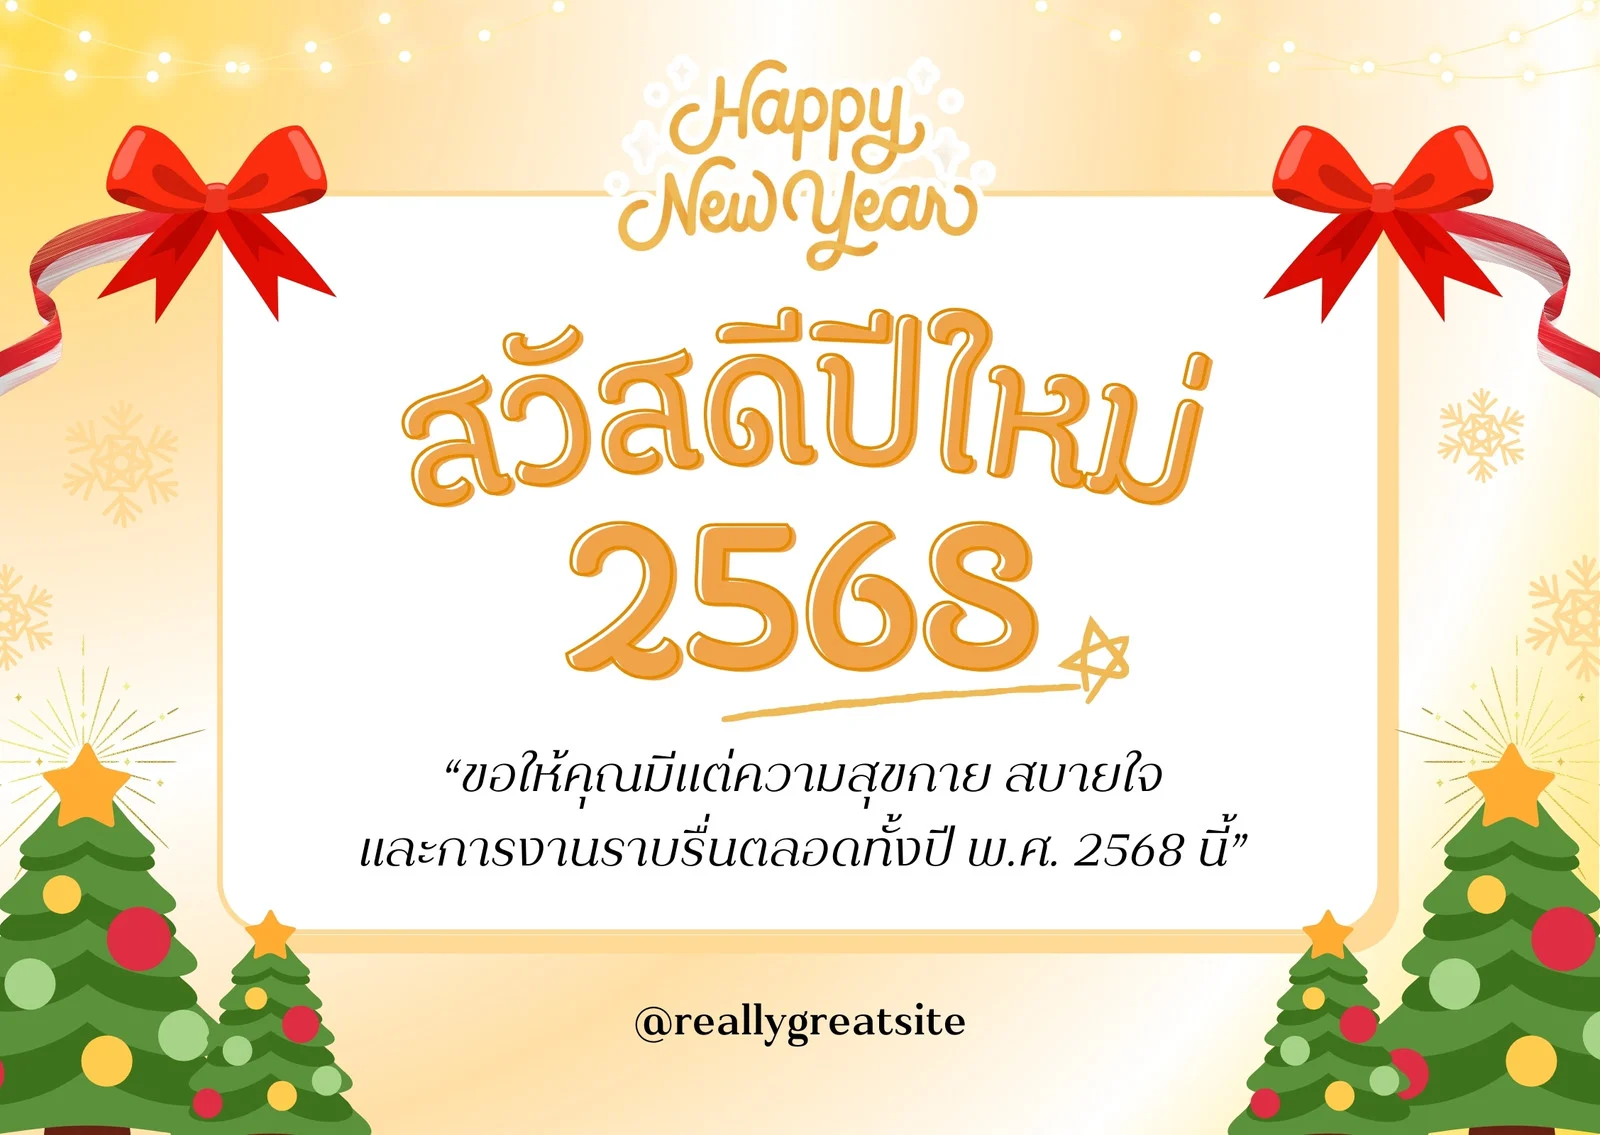 Happy
New Year
สวัสดีปีใหม่
2568
“ขอให้คุณมีแต่ความสุขกาย สบายใจ
และการงานราบรื่นตลอดทั้งปี พ.ศ. 2568 นี้”
@reallygreatsite